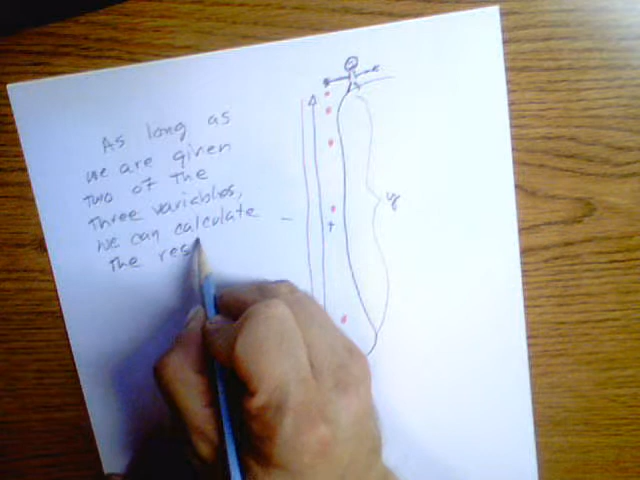 As long as
we are given
two of the
three variables,
we can calculate
the res
y